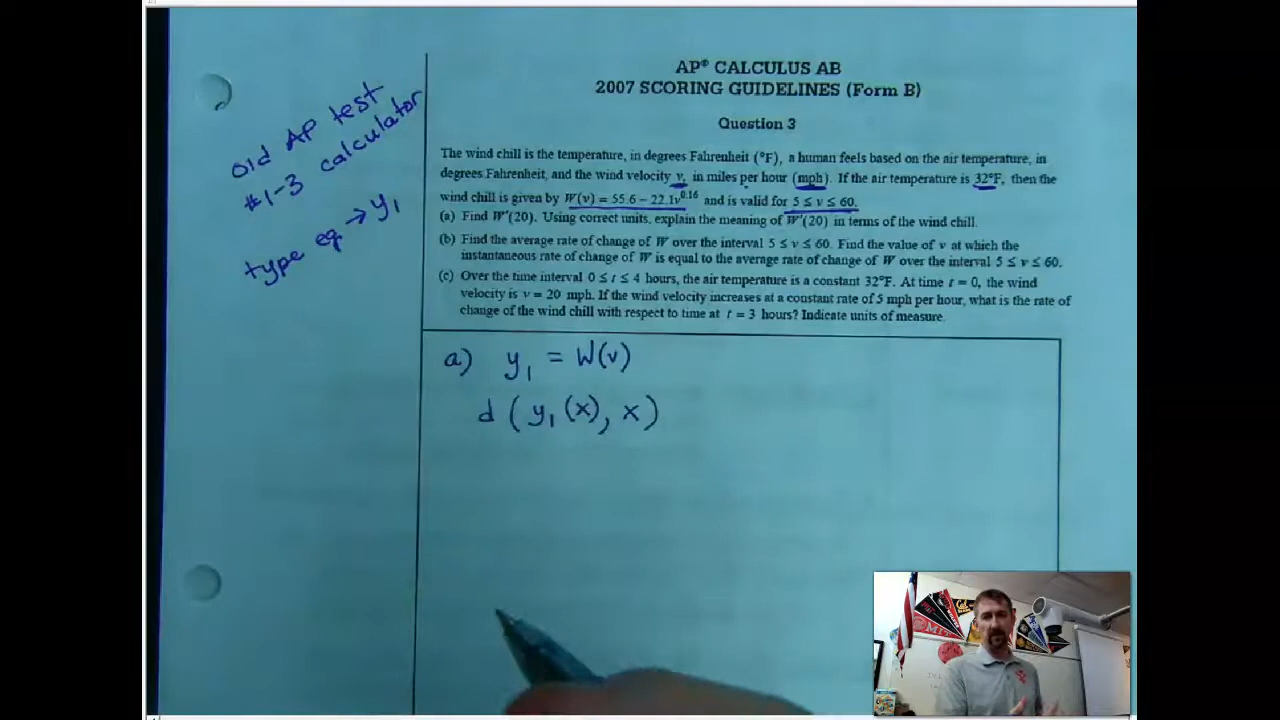 old AP test
#1-3 calculator
type eq → y₁
AP® CALCULUS AB
2007 SCORING GUIDELINES (Form B)
Question 3
The wind chill is the temperature, in degrees Fahrenheit (°F), a human feels based on the air temperature, in
degrees Fahrenheit, and the wind velocity v, in miles per hour (mph). If the air temperature is 32°F, then the
wind chill is given by W(v) = 55.6 − 22.1v^0.16 and is valid for 5 ≤ v ≤ 60.
(a) Find W′(20). Using correct units, explain the meaning of W′(20) in terms of the wind chill.
(b) Find the average rate of change of W over the interval 5 ≤ v ≤ 60. Find the value of v at which the
instantaneous rate of change of W is equal to the average rate of change of W over the interval 5 ≤ v ≤ 60.
(c) Over the time interval 0 ≤ t ≤ 4 hours, the air temperature is a constant 32°F. At time t = 0, the wind
velocity is v = 20 mph. If the wind velocity increases at a constant rate of 5 mph per hour, what is the rate of
change of the wind chill with respect to time at t = 3 hours? Indicate units of measure.
a) y₁ = W(v)
d (y₁(x), x)